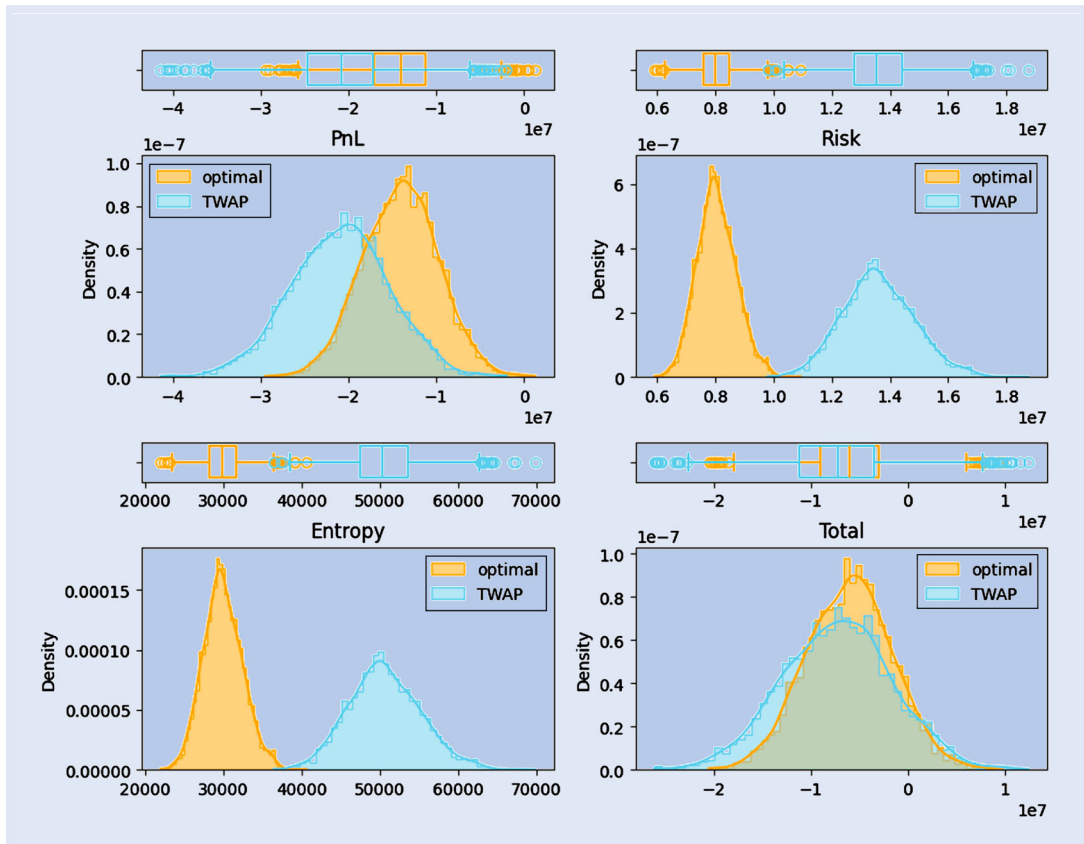 −4 −3 −2 −1 0
1e7
PnL
1e−7
1.0
0.8
0.6
0.4
0.2
0.0
Density
optimal
TWAP
−4 −3 −2 −1 0
1e7
0.6 0.8 1.0 1.2 1.4 1.6 1.8
1e7
Risk
1e−7
6
4
2
0
Density
optimal
TWAP
0.6 0.8 1.0 1.2 1.4 1.6 1.8
1e7
20000 30000 40000 50000 60000 70000
Entropy
0.00015
0.00010
0.00005
0.00000
Density
optimal
TWAP
20000 30000 40000 50000 60000 70000
−2 −1 0 1
1e7
Total
1e−7
1.0
0.8
0.6
0.4
0.2
0.0
Density
optimal
TWAP
−2 −1 0 1
1e7